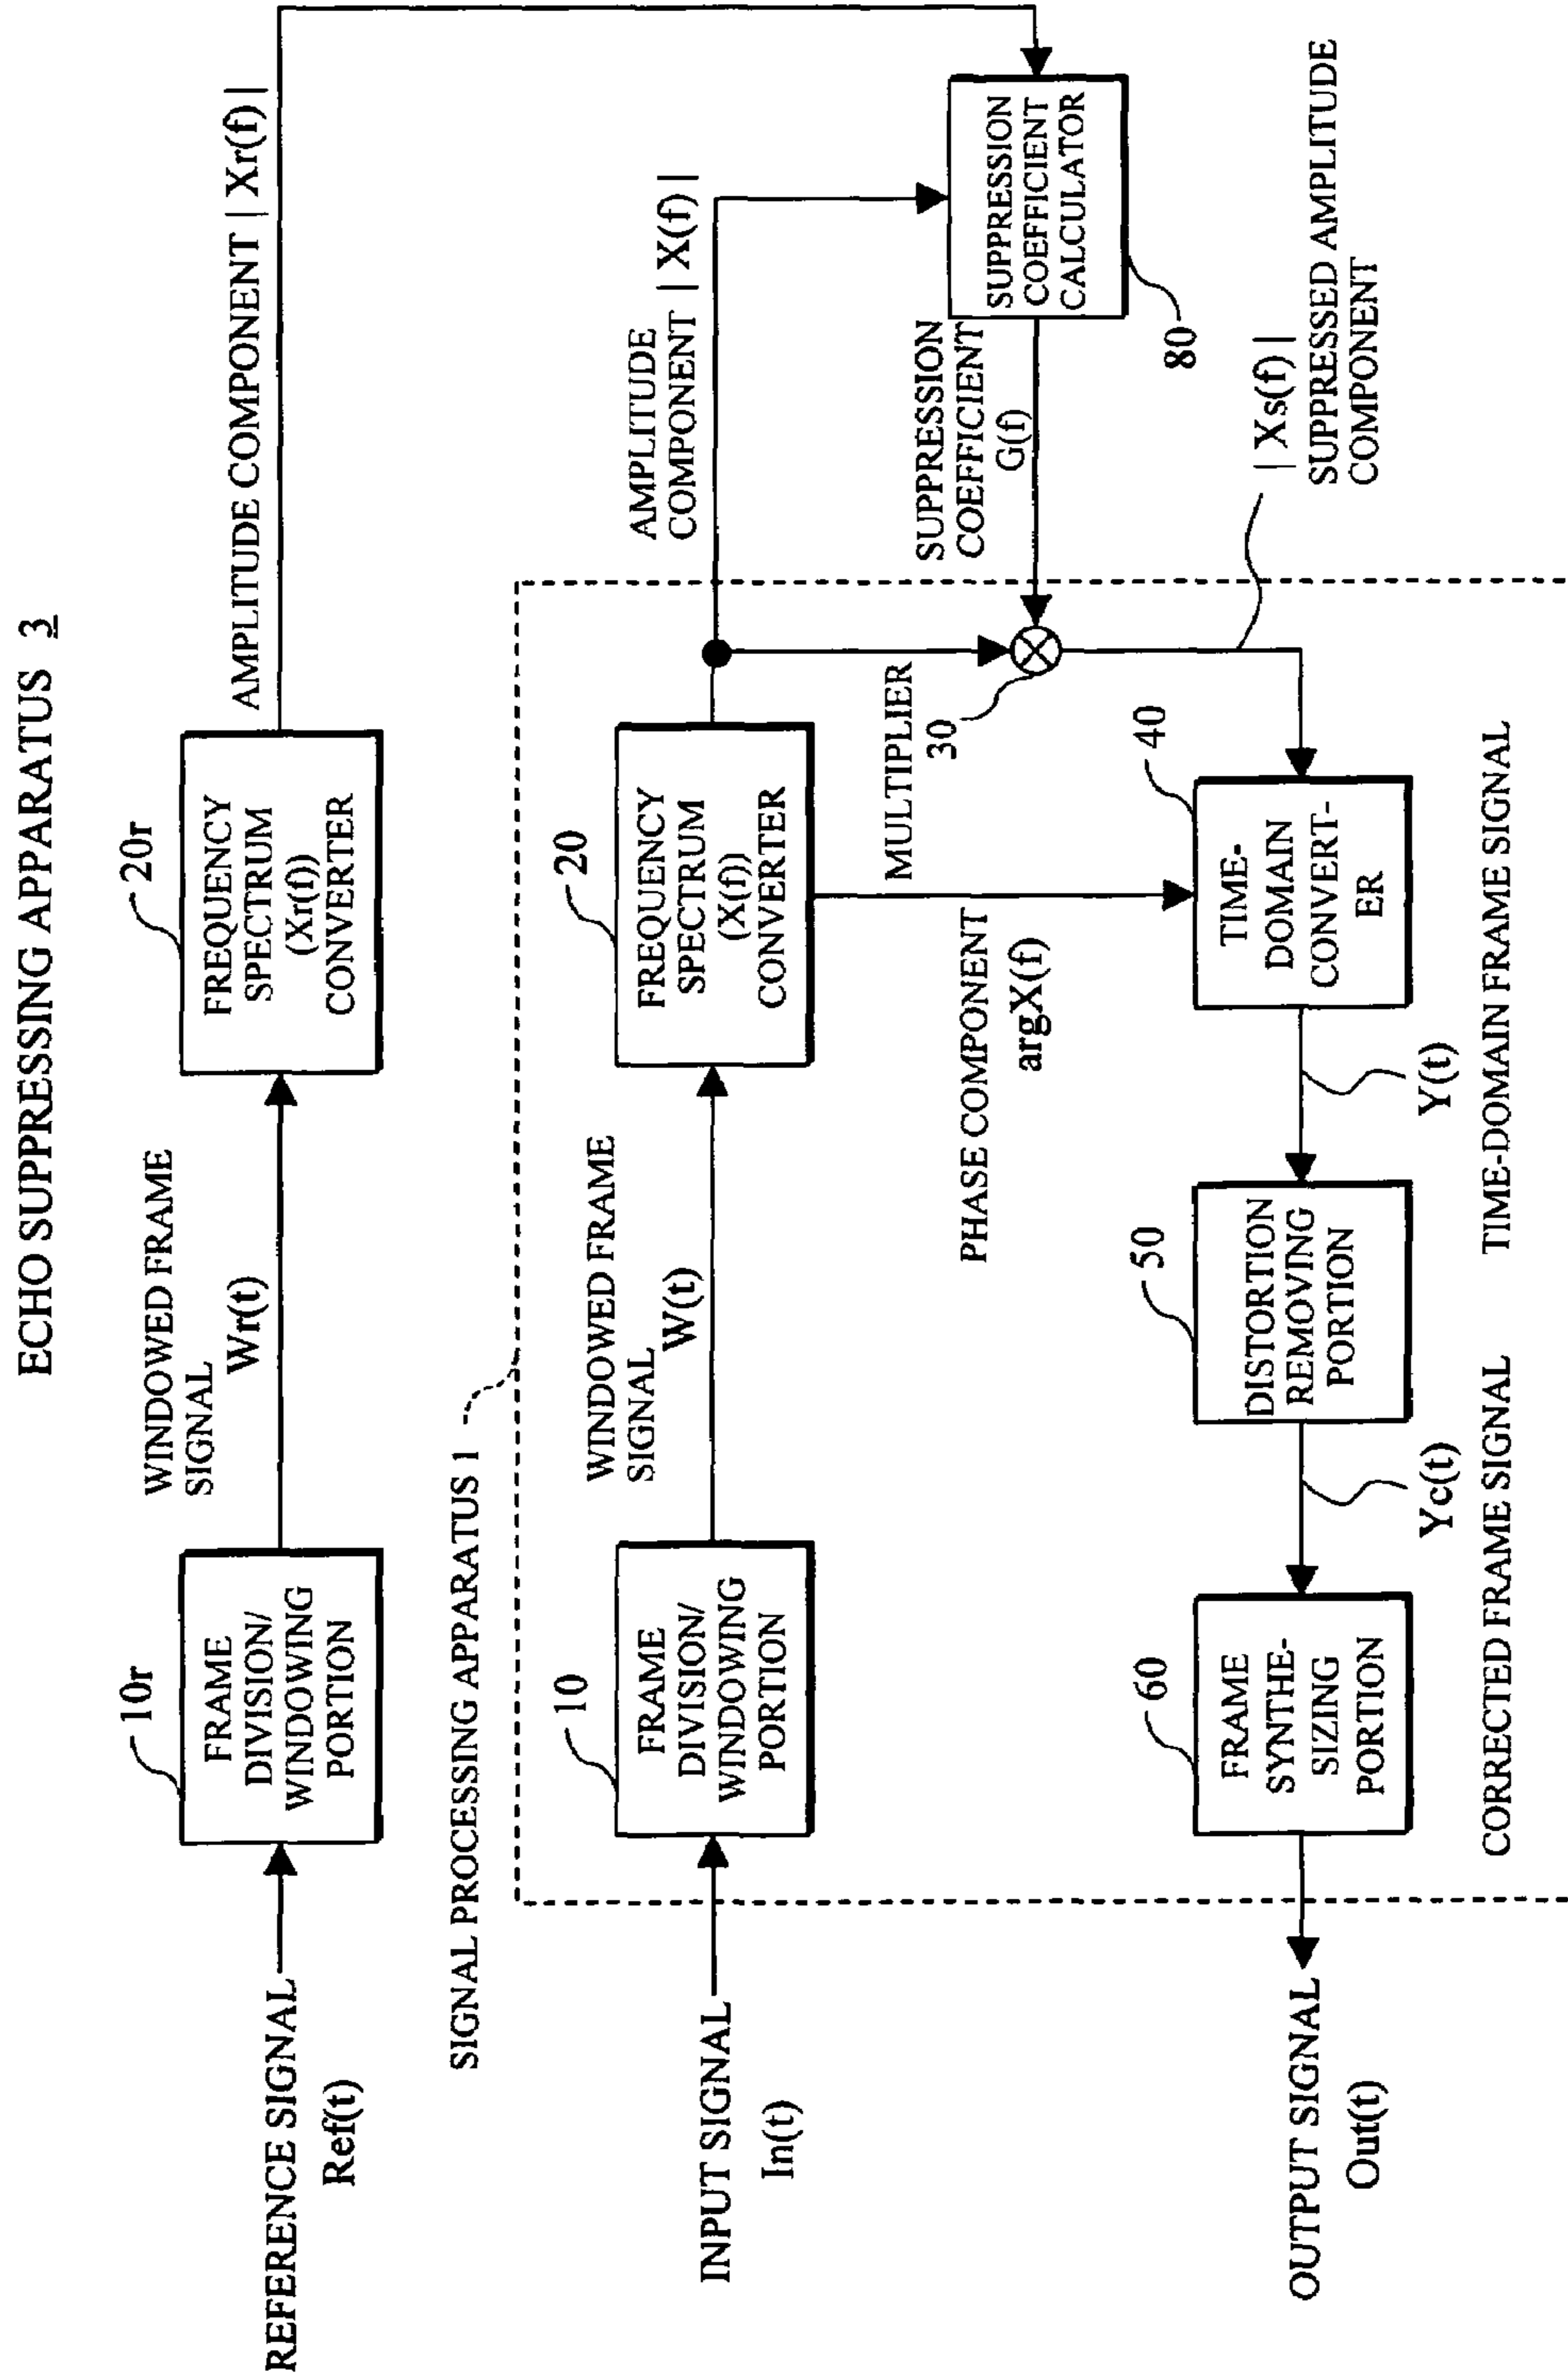 ECHO SUPPRESSING APPARATUS 3
REFERENCE SIGNAL
Ref(t)
10r
FRAME
DIVISION/
WINDOWING
PORTION
WINDOWED FRAME
SIGNAL
Wr(t)
20r
FREQUENCY
SPECTRUM
(Xr(f))
CONVERTER
AMPLITUDE COMPONENT | Xr(f) |
SIGNAL PROCESSING APPARATUS 1
INPUT SIGNAL
In(t)
10
FRAME
DIVISION/
WINDOWING
PORTION
WINDOWED FRAME
SIGNAL
W(t)
20
FREQUENCY
SPECTRUM
(X(f))
CONVERTER
AMPLITUDE
COMPONENT | X(f) |
MULTIPLIER
30
SUPPRESSION
COEFFICIENT
G(f)
SUPPRESSION
COEFFICIENT
CALCULATOR
80
PHASE COMPONENT
argX(f)
| Xs(f) |
SUPPRESSED AMPLITUDE
COMPONENT
OUTPUT SIGNAL
Out(t)
60
FRAME
SYNTHE-
SIZING
PORTION
Yc(t)
CORRECTED FRAME SIGNAL
50
DISTORTION
REMOVING
PORTION
Y(t)
TIME-DOMAIN FRAME SIGNAL
40
TIME-
DOMAIN
CONVERT-
ER